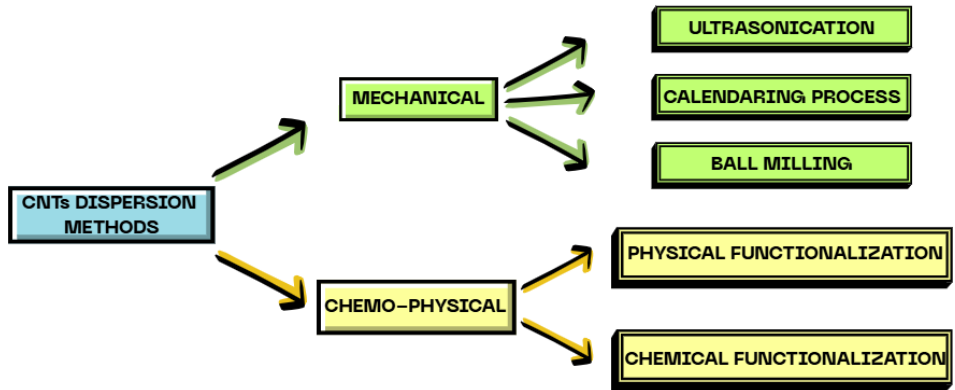 ULTRASONICATION
MECHANICAL
CALENDARING PROCESS
BALL MILLING
CNTs DISPERSION
METHODS
PHYSICAL FUNCTIONALIZATION
CHEMO-PHYSICAL
CHEMICAL FUNCTIONALIZATION